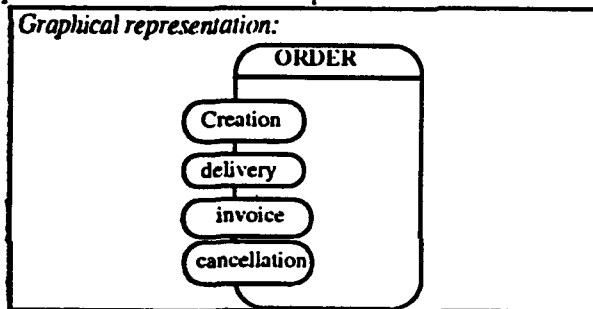 Graphical representation:
ORDER
Creation
delivery
invoice
cancellation